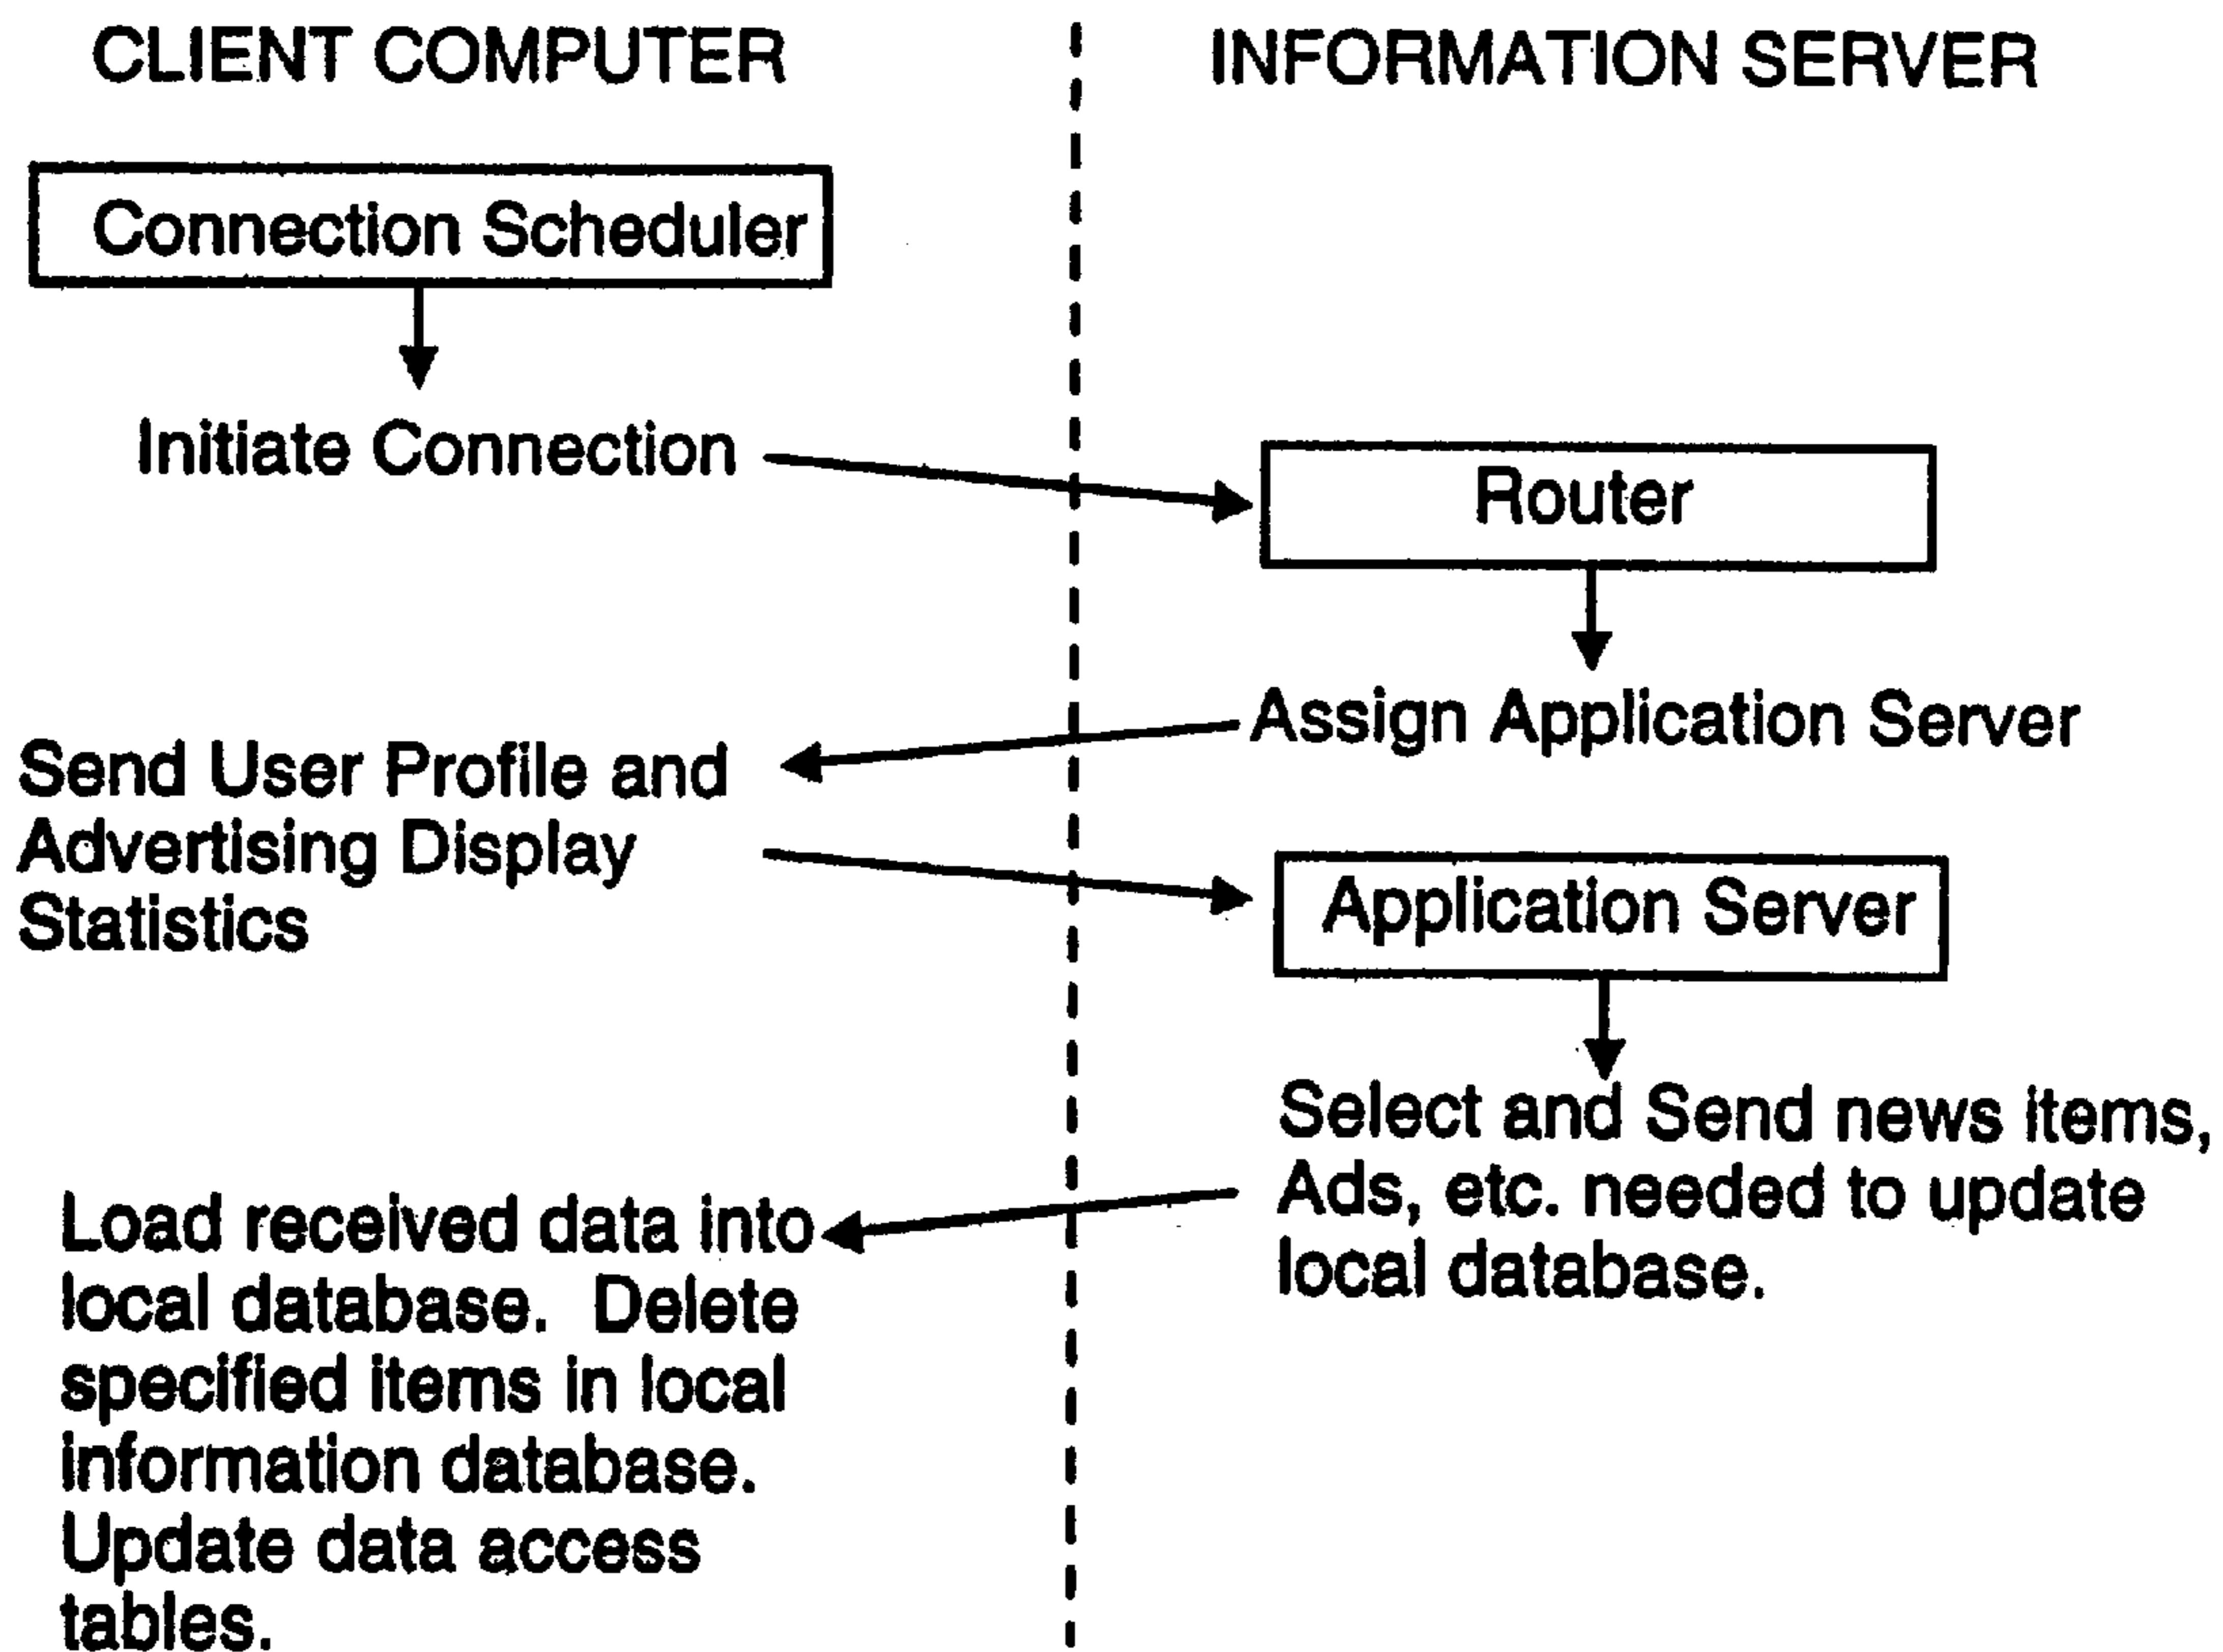 CLIENT COMPUTER
INFORMATION SERVER
Connection Scheduler
Initiate Connection
Router
Assign Application Server
Send User Profile and
Advertising Display
Statistics
Application Server
Select and Send news items,
Ads, etc. needed to update
local database.
Load received data into
local database. Delete
specified items in local
information database.
Update data access
tables.